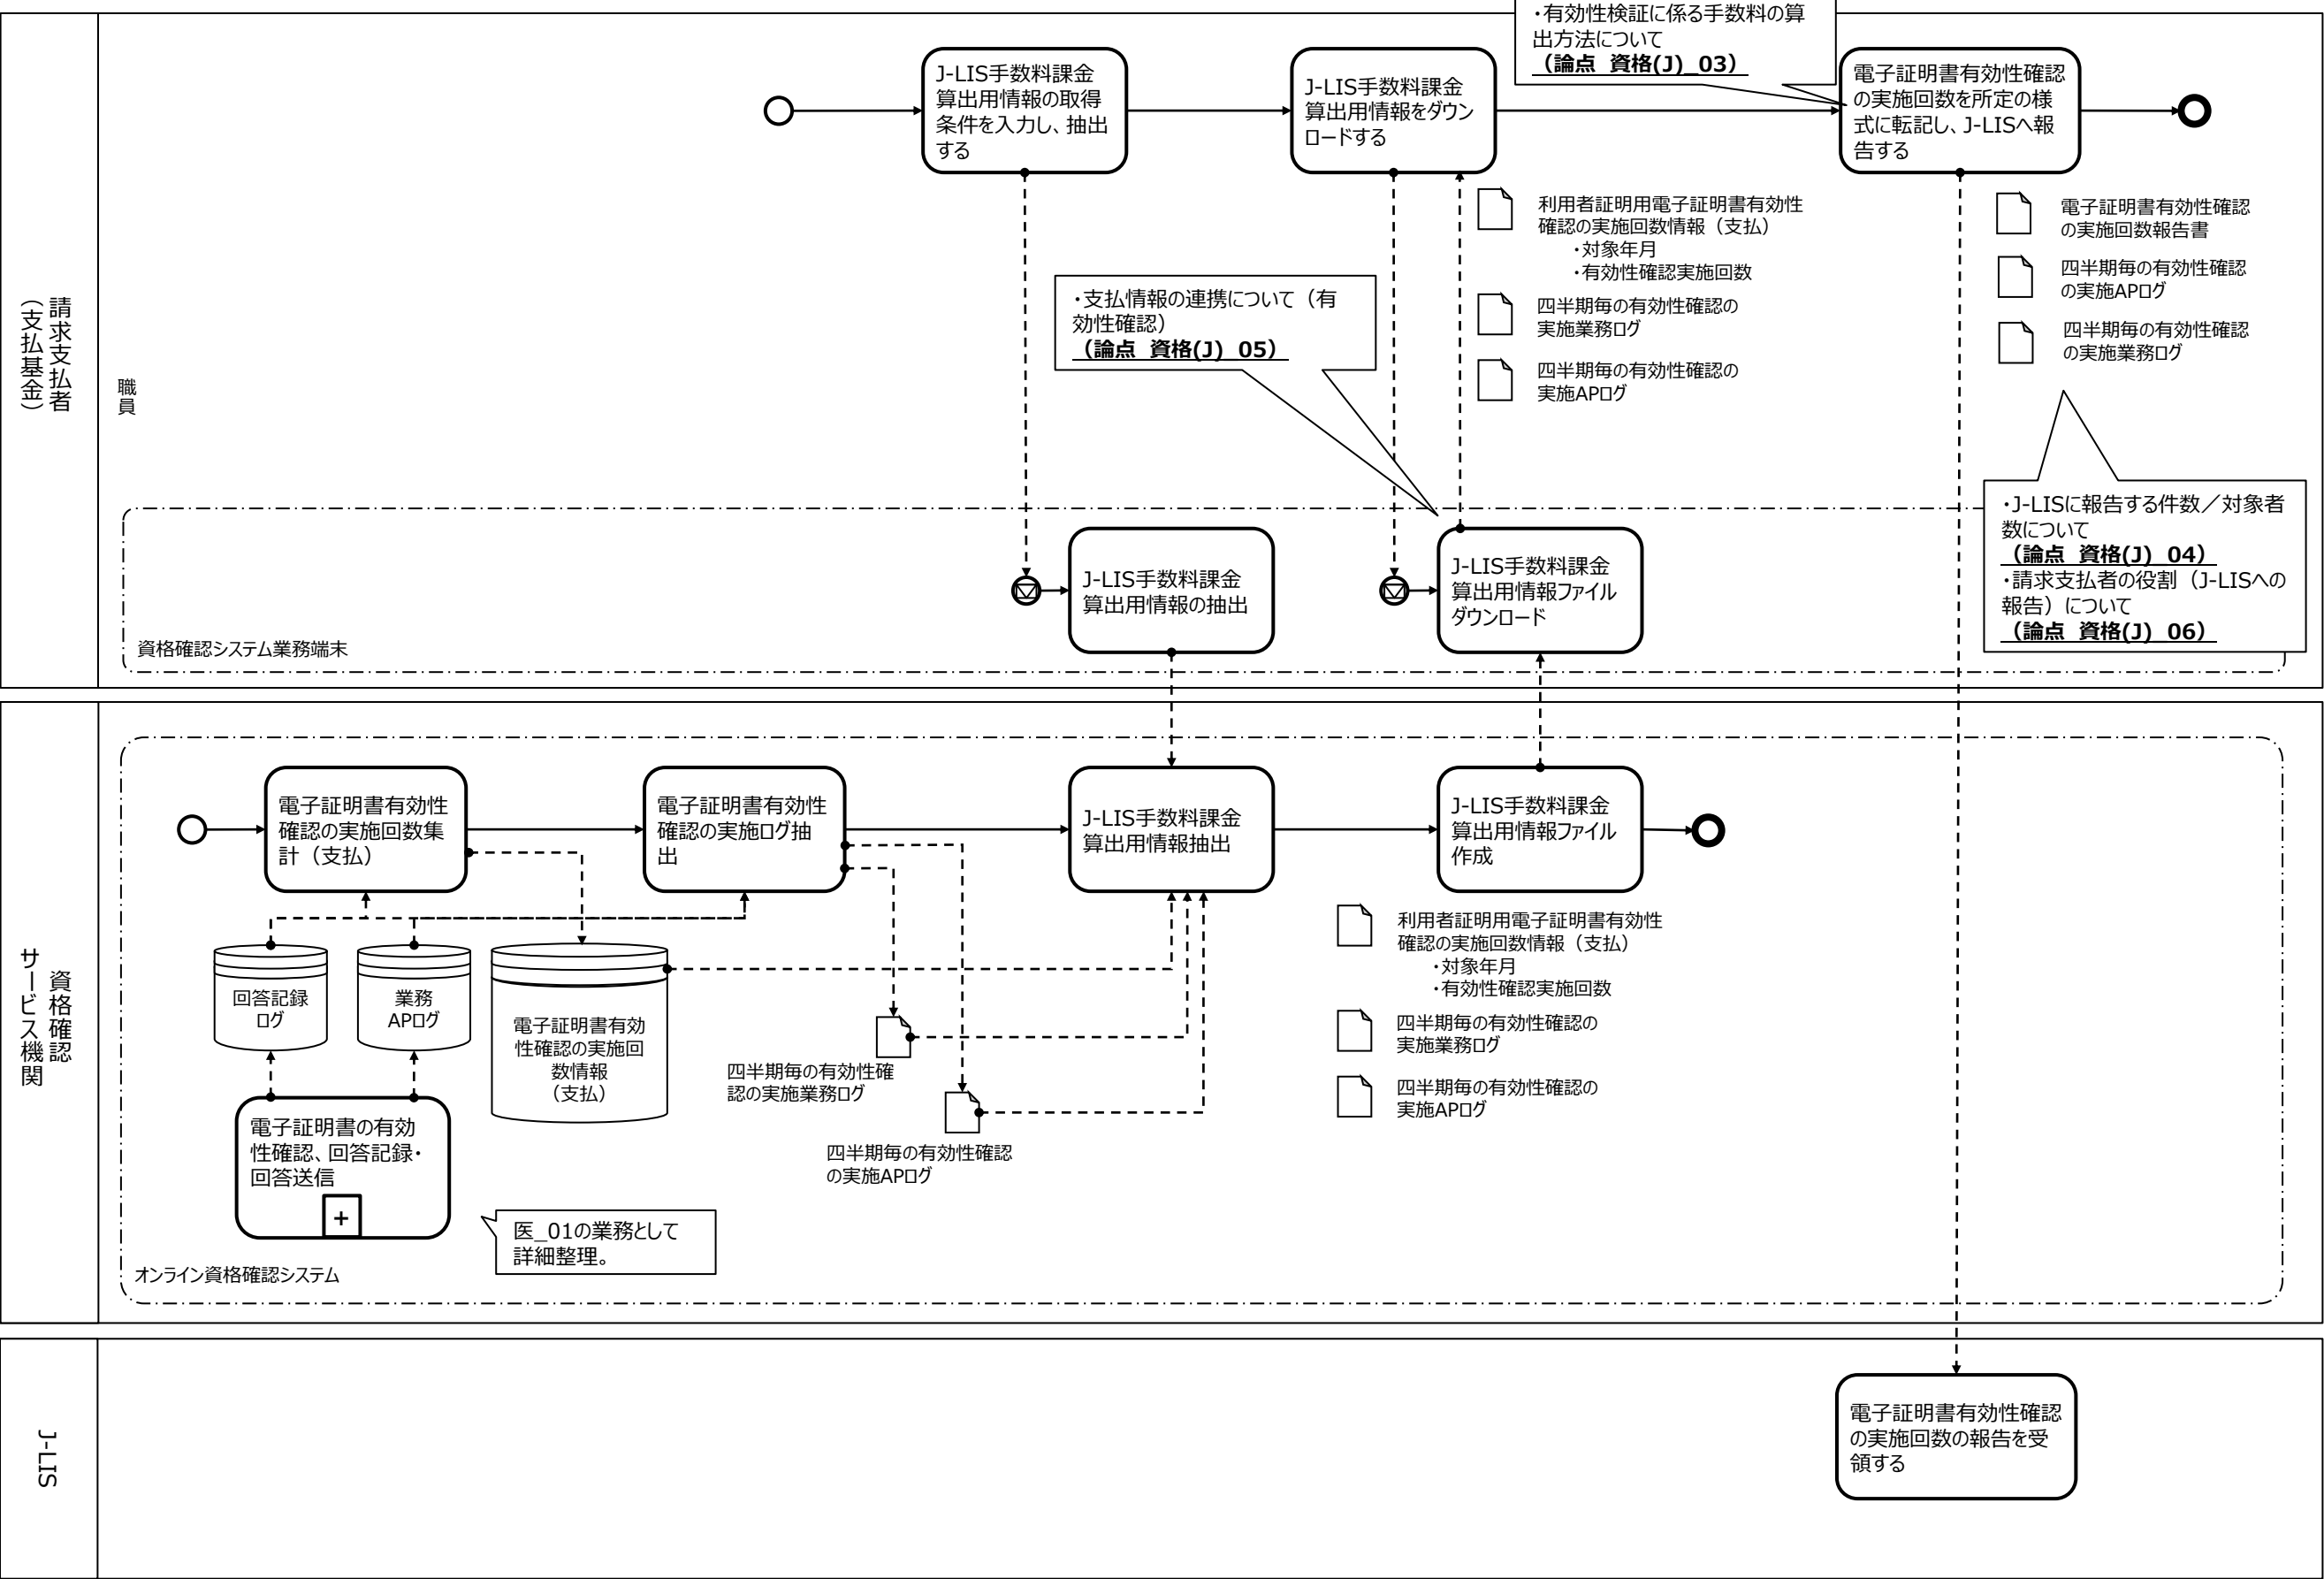 ・有効性検証に係る手数料の算
出方法について
（論点_資格(J)_03）
J-LIS手数料課金
算出用情報の取得
条件を入力し、抽出
する
J-LIS手数料課金
算出用情報をダウン
ロードする
電子証明書有効性確認
の実施回数を所定の様
式に転記し、J-LISへ報
告する
利用者証明用電子証明書有効性
確認の実施回数情報（支払）
・対象年月
・有効性確認実施回数
四半期毎の有効性確認の
実施業務ログ
四半期毎の有効性確認の
実施APログ
電子証明書有効性確認
の実施回数報告書
四半期毎の有効性確認
の実施APログ
四半期毎の有効性確認
の実施業務ログ
・支払情報の連携について（有
効性確認）
（論点_資格(J)_05）
請求支払者
（支払基金）
職員
・J-LISに報告する件数／対象者
数について
（論点_資格(J)_04）
・請求支払者の役割（J-LISへの
報告）について
（論点_資格(J)_06）
J-LIS手数料課金
算出用情報の抽出
J-LIS手数料課金
算出用情報ファイル
ダウンロード
資格確認システム業務端末
資格確認
サービス機関
電子証明書有効性
確認の実施回数集
計（支払）
電子証明書有効性
確認の実施ログ抽
出
J-LIS手数料課金
算出用情報抽出
J-LIS手数料課金
算出用情報ファイル
作成
回答記録
ログ
業務
APログ
電子証明書有効
性確認の実施回
数情報
（支払）
四半期毎の有効性確
認の実施業務ログ
四半期毎の有効性確認
の実施APログ
利用者証明用電子証明書有効性
確認の実施回数情報（支払）
・対象年月
・有効性確認実施回数
四半期毎の有効性確認の
実施業務ログ
四半期毎の有効性確認の
実施APログ
電子証明書の有効
性確認、回答記録・
回答送信
+
医_01の業務として
詳細整理。
オンライン資格確認システム
J-LIS
電子証明書有効性確認
の実施回数の報告を受
領する